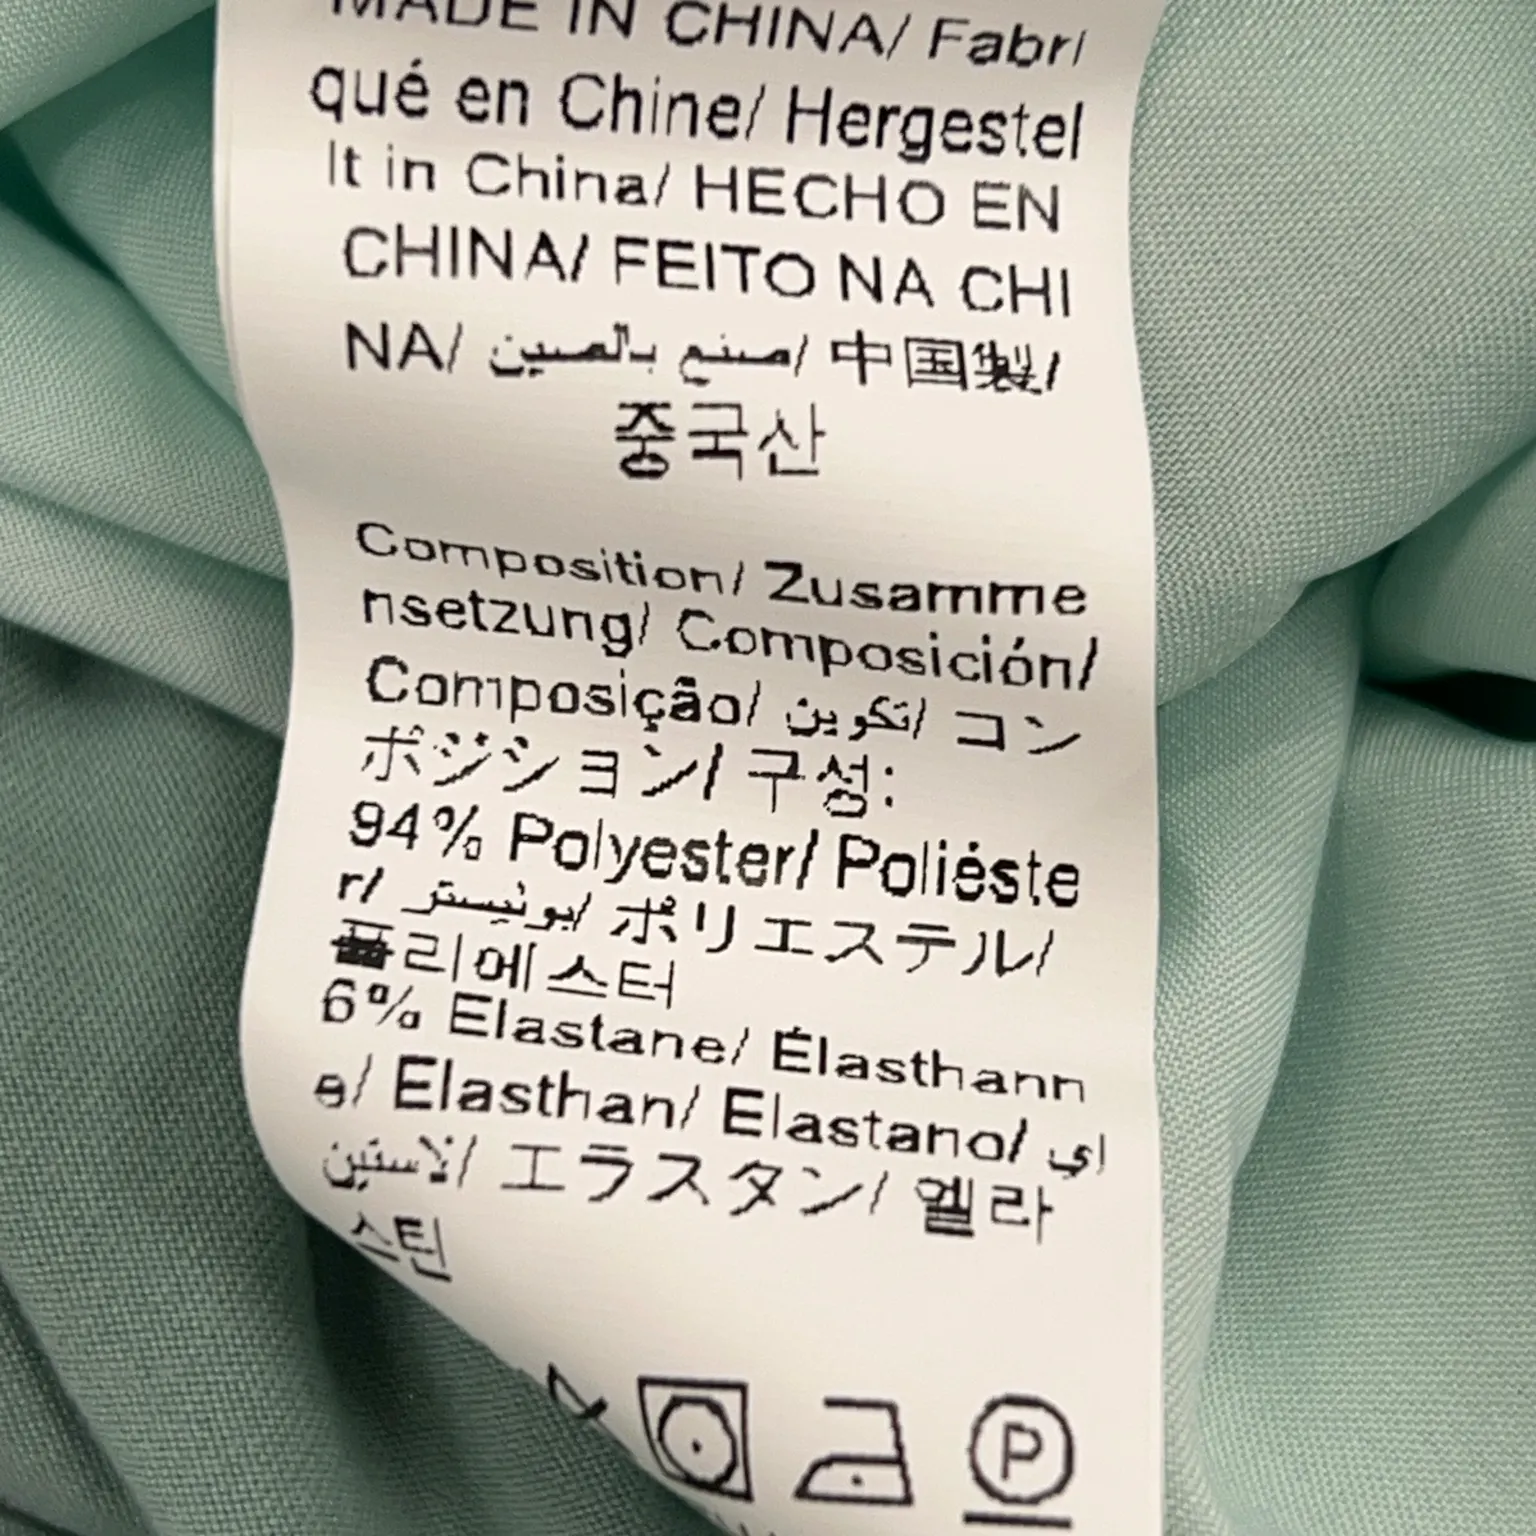 MADE IN CHINA/ Fabri
qué en Chine/ Hergestel
lt in China/ HECHO EN
CHINA/ FEITO NA CHI
NA/ صنع بالصين/ 中国製/
중국산
Composition/ Zusamme
nsetzung/ Composición/
Composição/ تكوين/ コン
ポジション/ 구성:
94% Polyester/ Poliéste
r/ بوليستر/ ポリエステル/
폴리에스터
6% Elastane/ Élasthann
e/ Elasthan/ Elastano/ اي
لاستين/ エラスタン/ 엘라
스틴
P